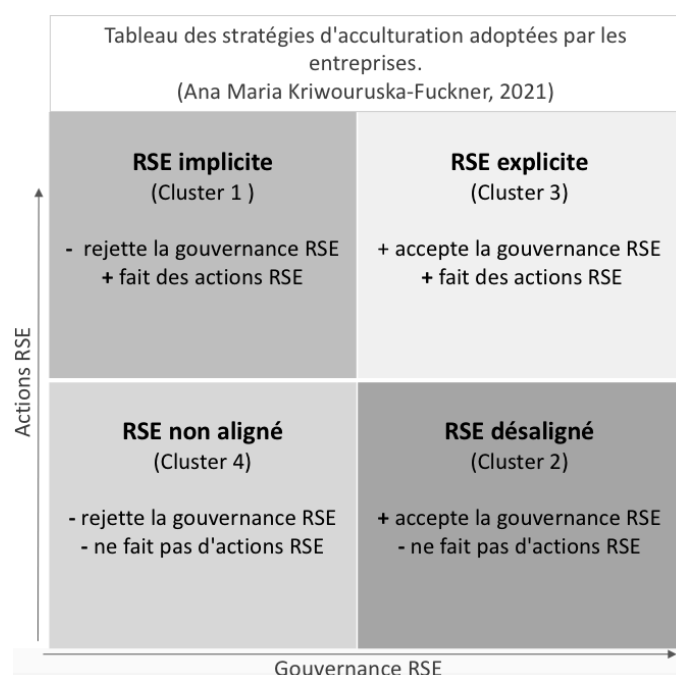 Tableau des stratégies d'acculturation adoptées par les
entreprises.
(Ana Maria Kriwouruska-Fuckner, 2021)
RSE implicite
(Cluster 1 )
- rejette la gouvernance RSE
+ fait des actions RSE
RSE explicite
(Cluster 3)
+ accepte la gouvernance RSE
+ fait des actions RSE
RSE non aligné
(Cluster 4)
- rejette la gouvernance RSE
- ne fait pas d'actions RSE
RSE désaligné
(Cluster 2)
+ accepte la gouvernance RSE
- ne fait pas d'actions RSE
Actions RSE
Gouvernance RSE